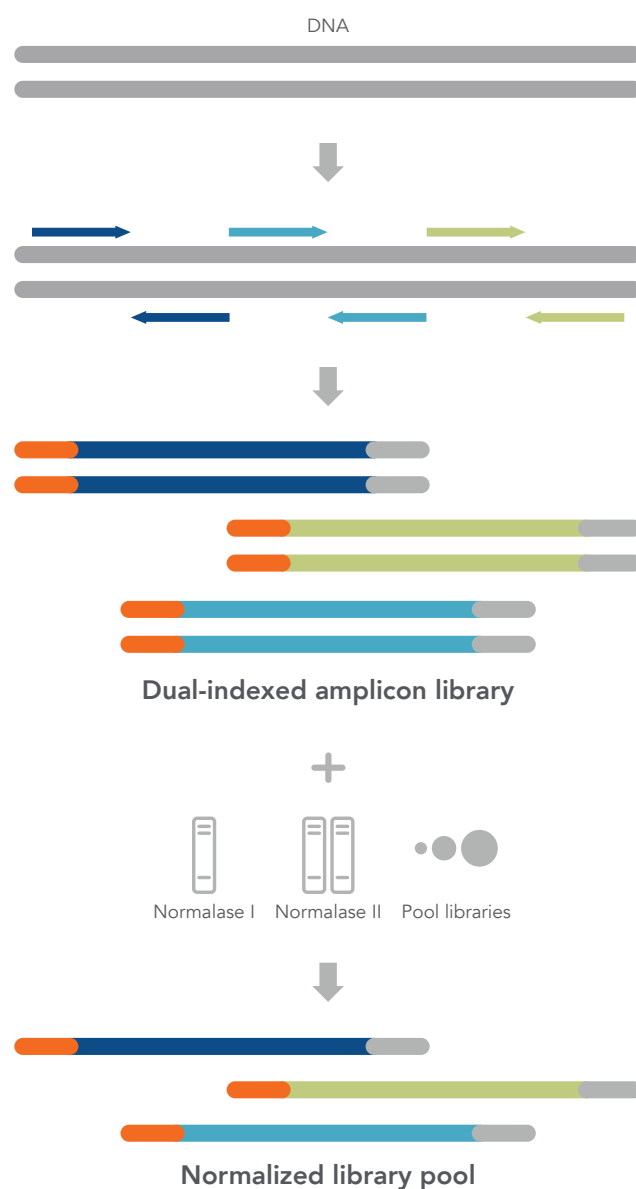 DNA
Dual-indexed amplicon library
Normalase I Normalase II Pool libraries
Normalized library pool